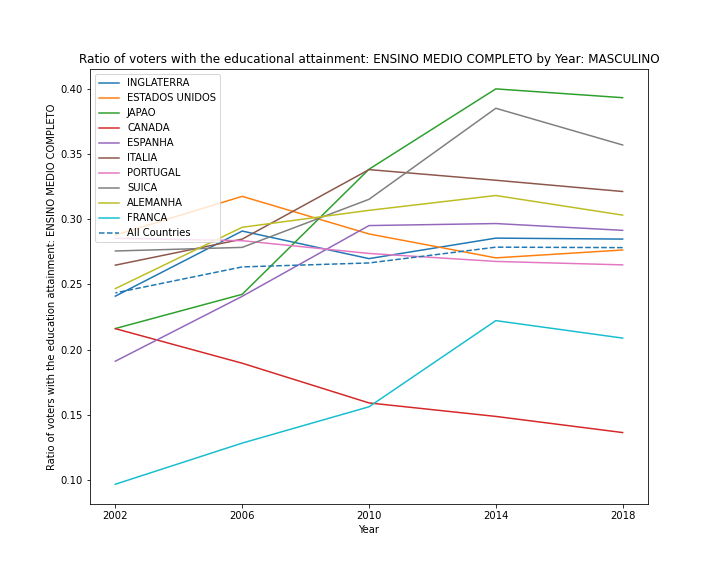 Ratio of voters with the educational attainment: ENSINO MEDIO COMPLETO by Year: MASCULINO
Ratio of voters with the education attainment: ENSINO MEDIO COMPLETO
0.40
0.35
0.30
0.25
0.20
0.15
0.10
INGLATERRA
ESTADOS UNIDOS
JAPAO
CANADA
ESPANHA
ITALIA
PORTUGAL
SUICA
ALEMANHA
FRANCA
All Countries
2002 2006 2010 2014 2018
Year